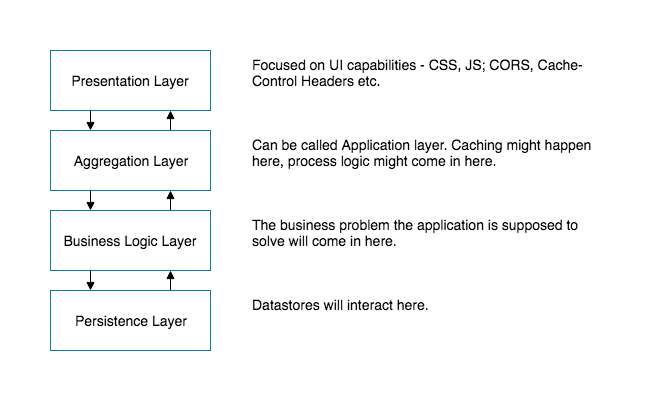 Presentation Layer
Focused on UI capabilities - CSS, JS; CORS, Cache-
Control Headers etc.
Aggregation Layer
Can be called Application layer. Caching might happen
here, process logic might come in here.
Business Logic Layer
The business problem the application is supposed to
solve will come in here.
Persistence Layer
Datastores will interact here.